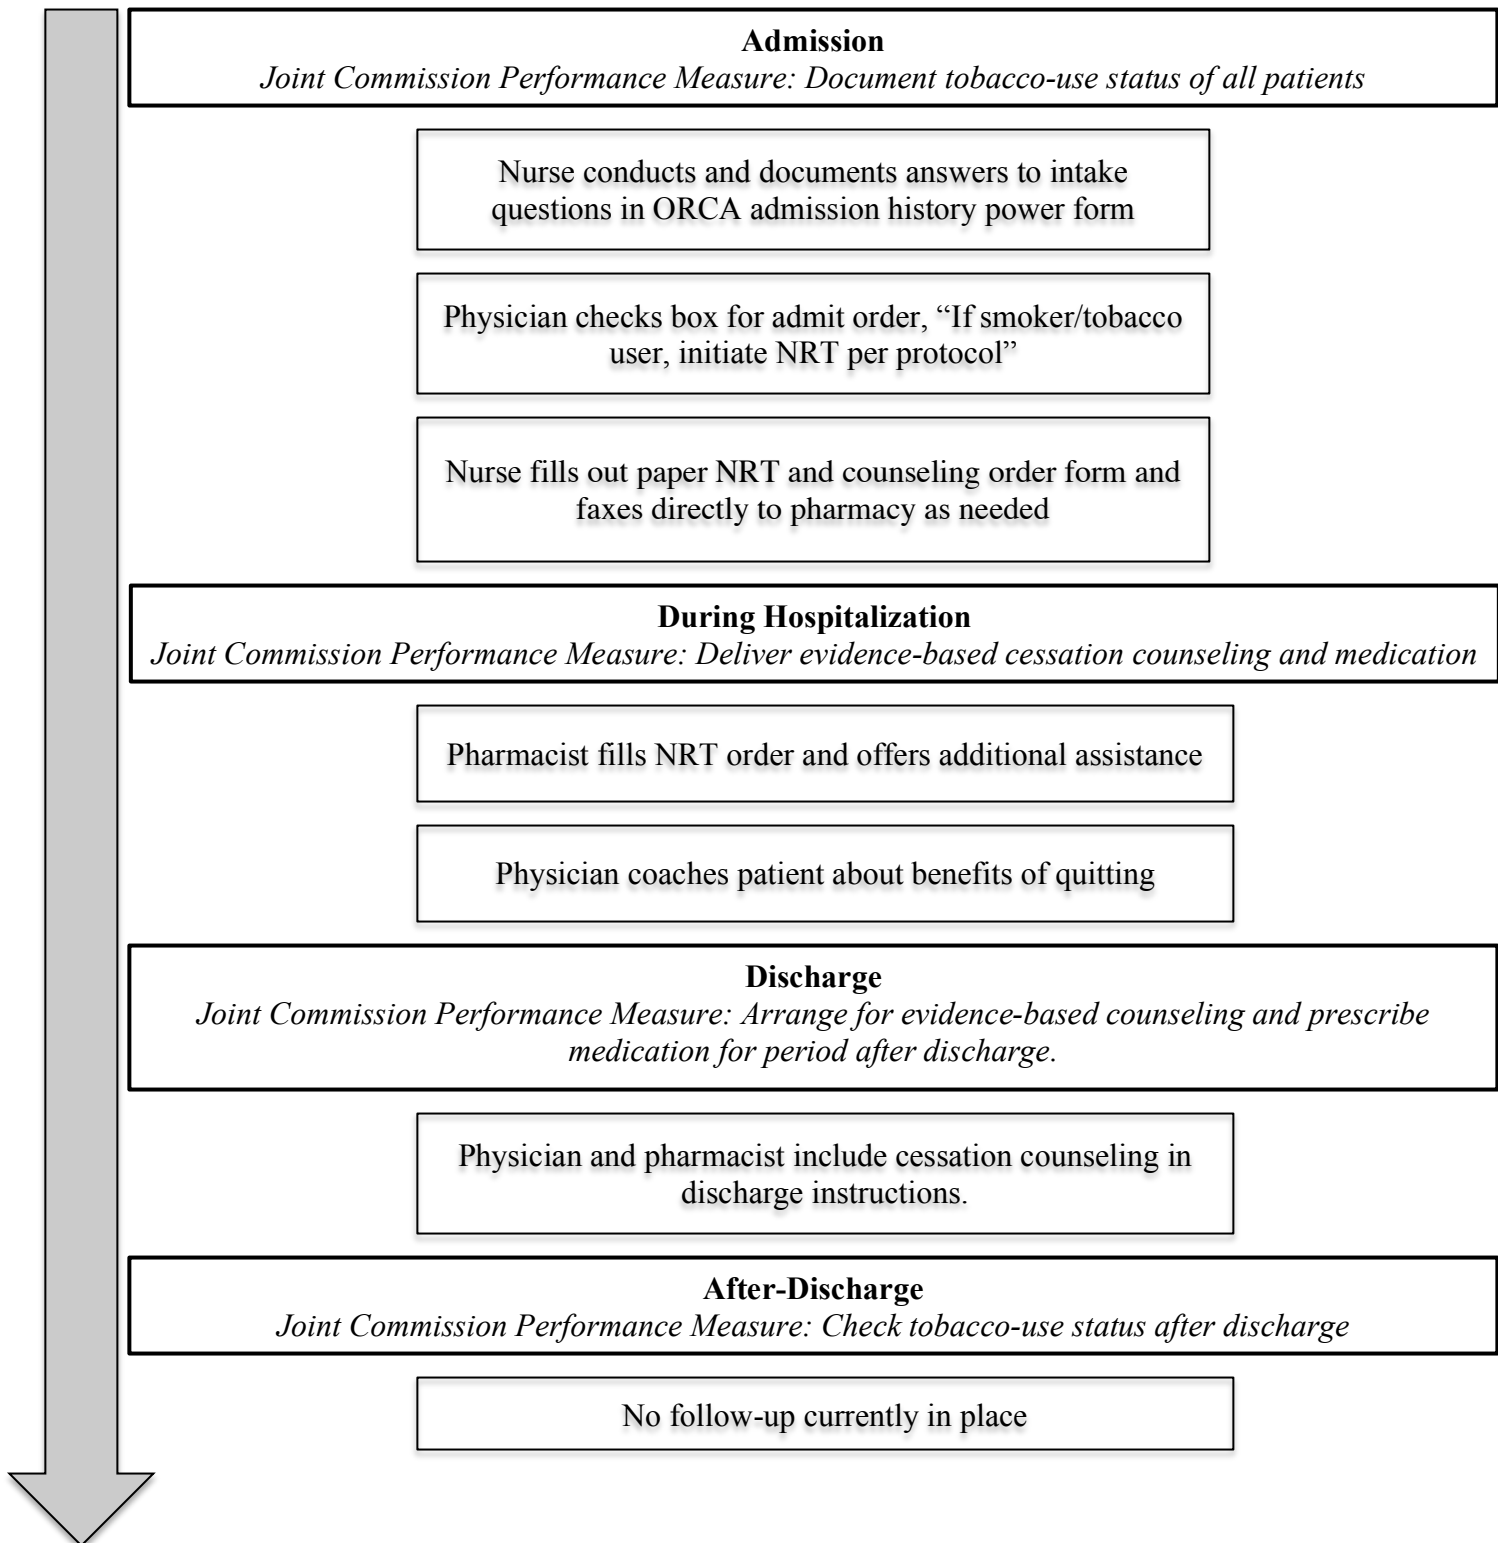 Admission
Joint Commission Performance Measure: Document tobacco-use status of all patients
Nurse conducts and documents answers to intake
questions in ORCA admission history power form
Physician checks box for admit order, “If smoker/tobacco
user, initiate NRT per protocol”
Nurse fills out paper NRT and counseling order form and
faxes directly to pharmacy as needed
During Hospitalization
Joint Commission Performance Measure: Deliver evidence-based cessation counseling and medication
Pharmacist fills NRT order and offers additional assistance
Physician coaches patient about benefits of quitting
Discharge
Joint Commission Performance Measure: Arrange for evidence-based counseling and prescribe
medication for period after discharge.
Physician and pharmacist include cessation counseling in
discharge instructions.
After-Discharge
Joint Commission Performance Measure: Check tobacco-use status after discharge
No follow-up currently in place